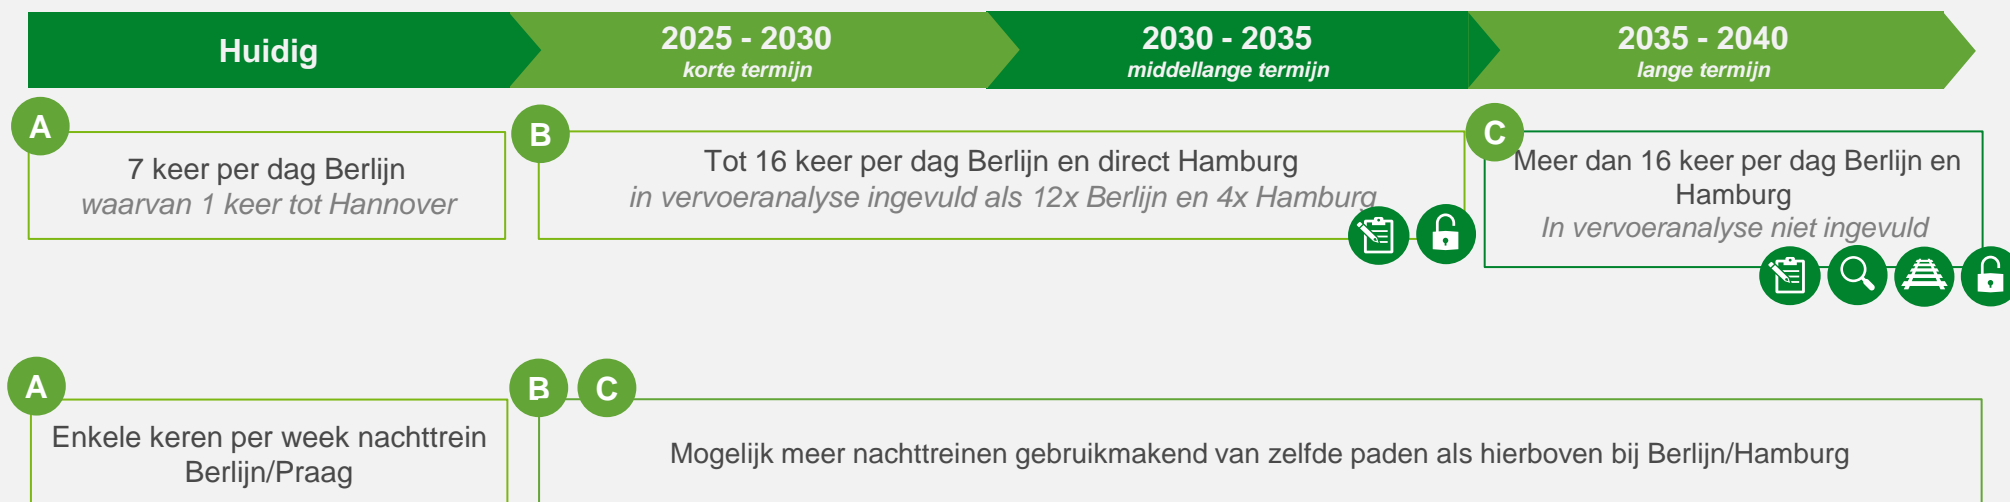 Huidig
2025 - 2030
korte termijn
2030 - 2035
middellange termijn
2035 - 2040
lange termijn
A
7 keer per dag Berlijn
waarvan 1 keer tot Hannover
B
Tot 16 keer per dag Berlijn en direct Hamburg
in vervoeranalyse ingevuld als 12x Berlijn en 4x Hamburg
C
Meer dan 16 keer per dag Berlijn en
Hamburg
In vervoeranalyse niet ingevuld
A
Enkele keren per week nachttrein
Berlijn/Praag
B C
Mogelijk meer nachttreinen gebruikmakend van zelfde paden als hierboven bij Berlijn/Hamburg